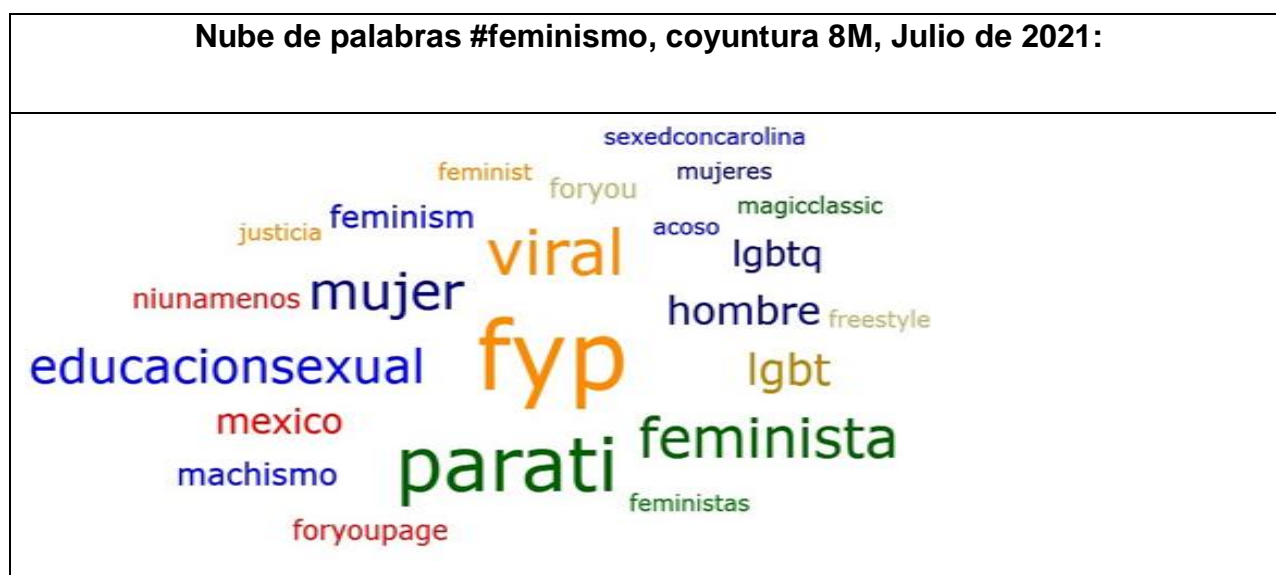 Nube de palabras #feminismo, coyuntura 8M, Julio de 2021:
sexedconcarolina
feminist
foryou
mujeres
justicia
feminism
viral
acoso
magicclassic
lgbtq
niunamenos
mujer
hombre
freestyle
educacionsexual
fyp
lgbt
mexico
parati
feminista
machismo
feministas
foryoupage